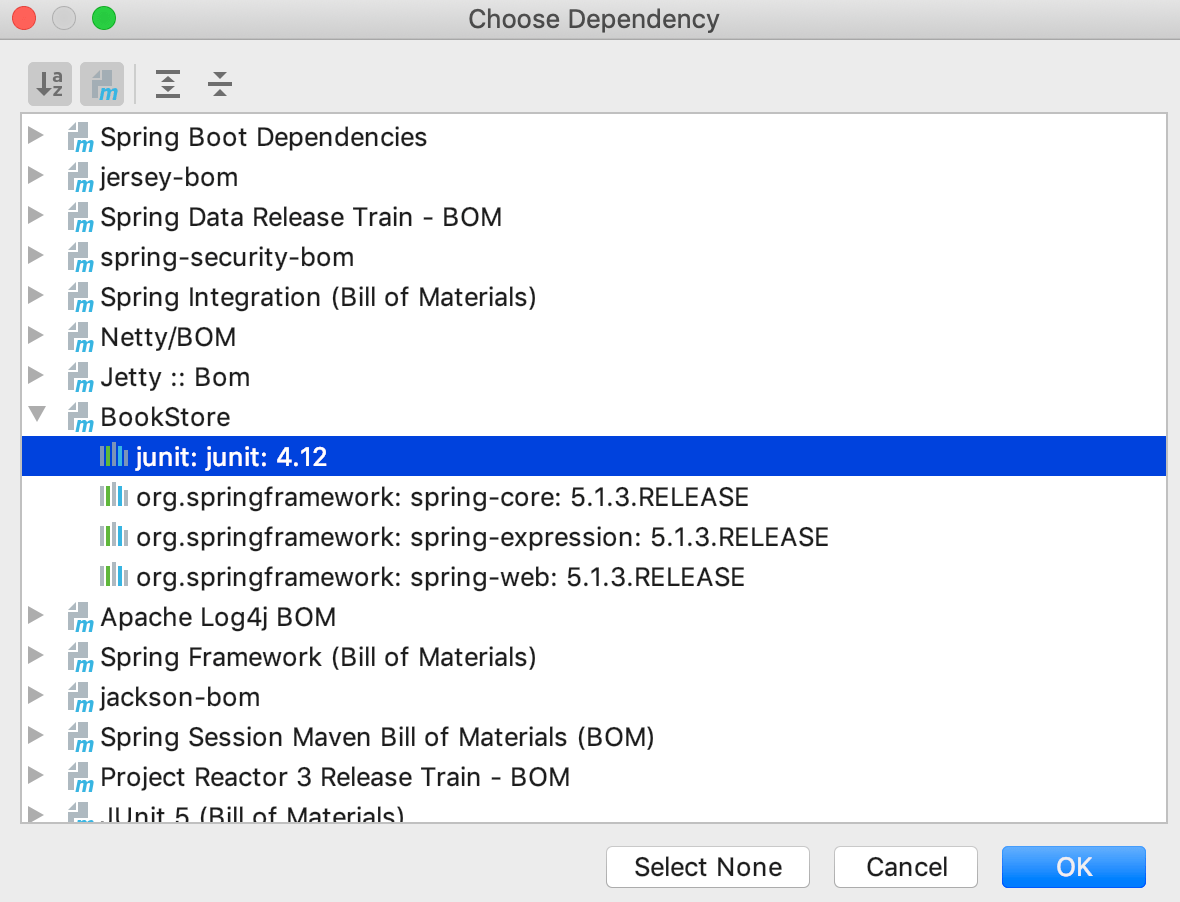 Choose Dependency
Spring Boot Dependencies
jersey-bom
Spring Data Release Train - BOM
spring-security-bom
Spring Integration (Bill of Materials)
Netty/BOM
Jetty :: Bom
BookStore
junit: junit: 4.12
org.springframework: spring-core: 5.1.3.RELEASE
org.springframework: spring-expression: 5.1.3.RELEASE
org.springframework: spring-web: 5.1.3.RELEASE
Apache Log4j BOM
Spring Framework (Bill of Materials)
jackson-bom
Spring Session Maven Bill of Materials (BOM)
Project Reactor 3 Release Train - BOM
JUnit 5 (Bill of Materials)
Select None Cancel OK